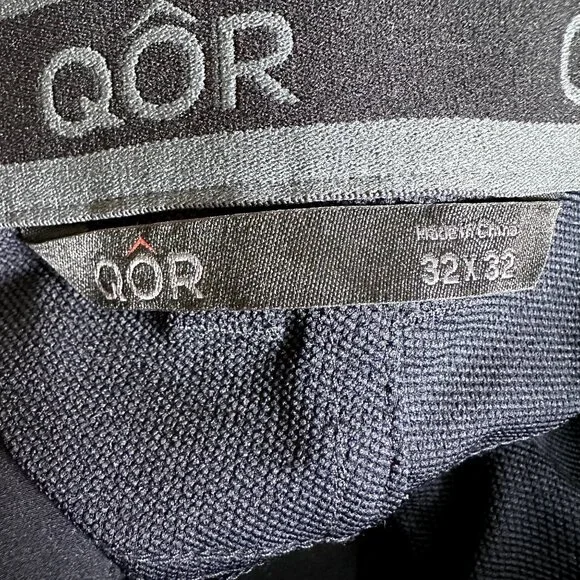 QÔR
QÔR
Made in China
32 X 32